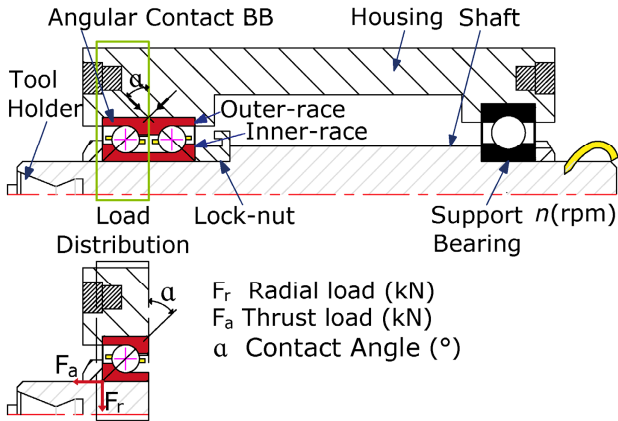 Angular Contact BB
Housing
Shaft
Tool
Holder
α
Outer-race
Inner-race
Load
Distribution
Lock-nut
Support
Bearing
n(rpm)
α
Fr Radial load (kN)
Fa Thrust load (kN)
α Contact Angle (°)
Fa
Fr